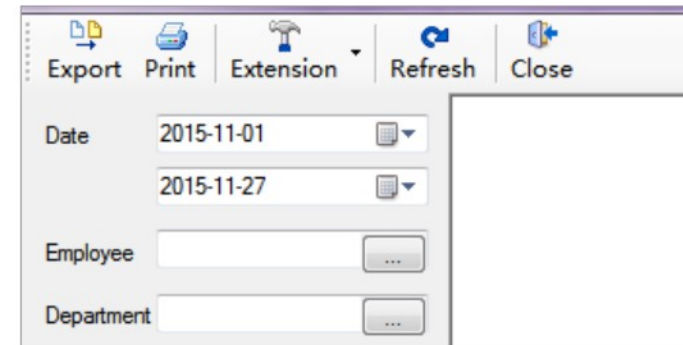 Export Print Extension Refresh Close
Date 2015-11-01
2015-11-27
Employee ...
Department ...